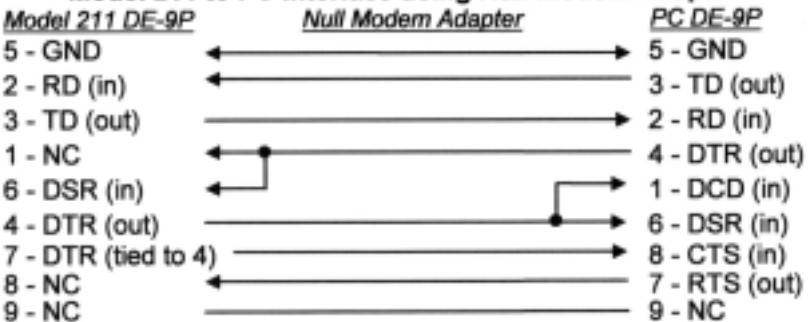 Model 211 DE-9P Null Modem Adapter PC DE-9P
5 - GND 5 - GND
2 - RD (in) 3 - TD (out)
3 - TD (out) 2 - RD (in)
1 - NC 4 - DTR (out)
6 - DSR (in) 1 - DCD (in)
4 - DTR (out) 6 - DSR (in)
7 - DTR (tied to 4) 8 - CTS (in)
8 - NC 7 - RTS (out)
9 - NC 9 - NC